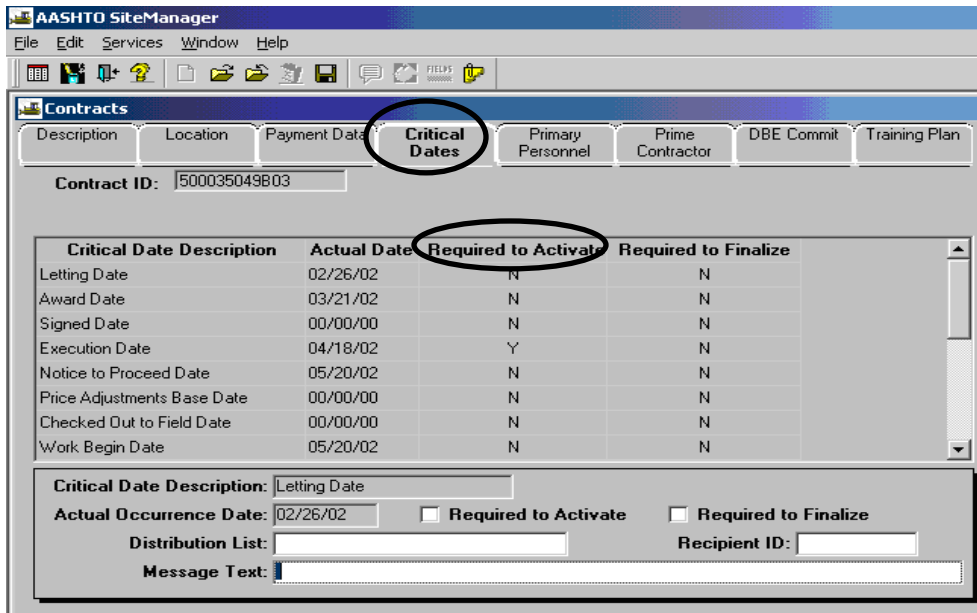 AASHTO SiteManager
File Edit Services Window Help
FIELDS
Contracts
Description Location Payment Data Critical Dates Primary Personnel Prime Contractor DBE Commit Training Plan
Contract ID: 500035049B03
Critical Date Description Actual Date Required to Activate Required to Finalize
Letting Date 02/26/02 N N
Award Date 03/21/02 N N
Signed Date 00/00/00 N N
Execution Date 04/18/02 Y N
Notice to Proceed Date 05/20/02 N N
Price Adjustments Base Date 00/00/00 N N
Checked Out to Field Date 00/00/00 N N
Work Begin Date 05/20/02 N N
Critical Date Description: Letting Date
Actual Occurrence Date: 02/26/02 Required to Activate Required to Finalize
Distribution List: Recipient ID:
Message Text: